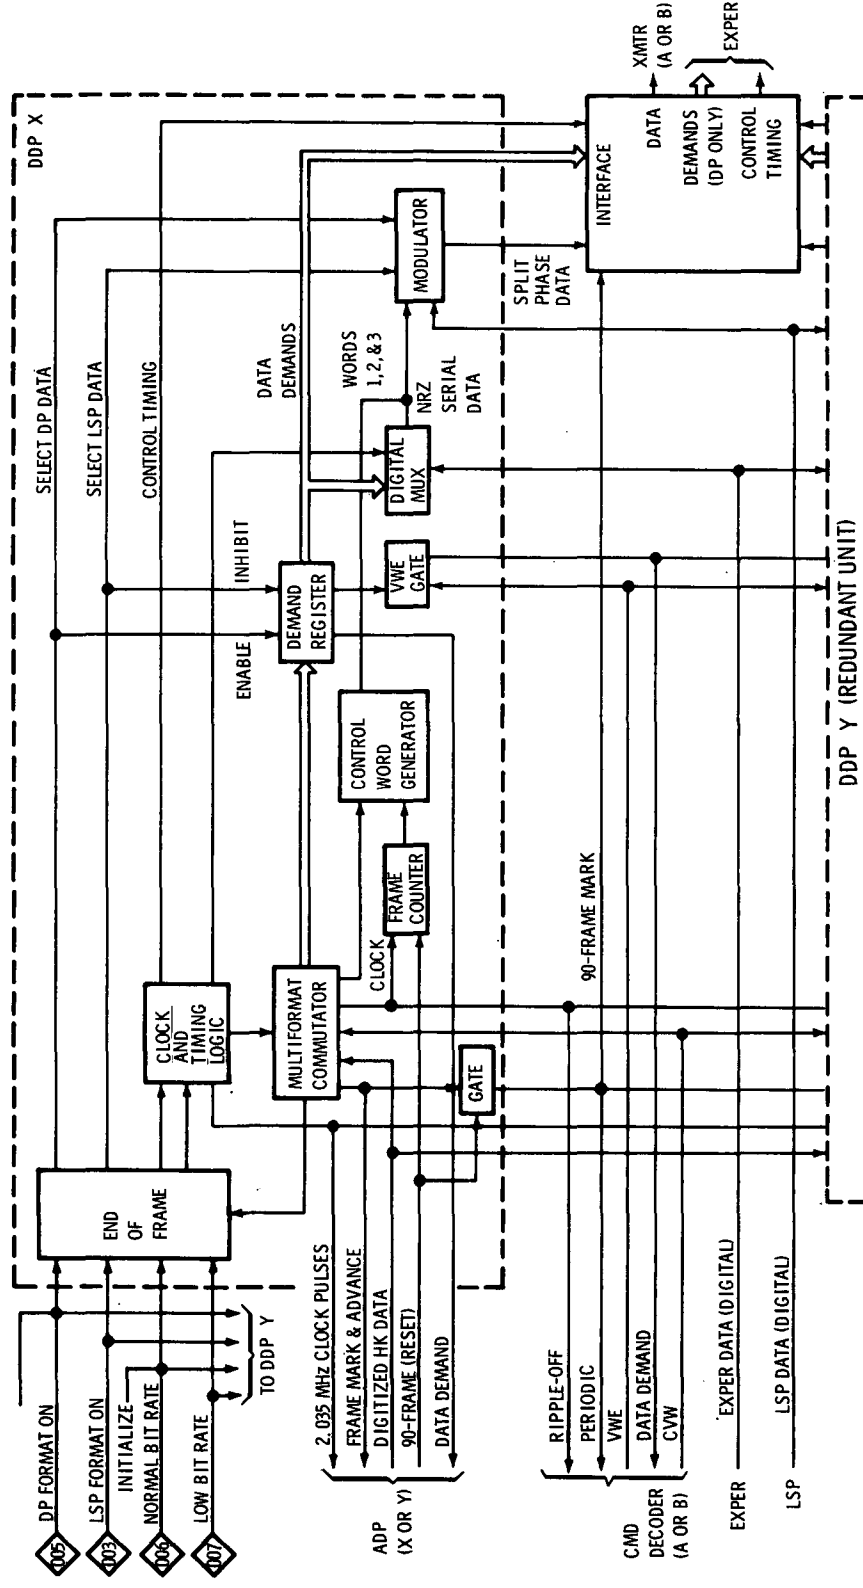 DDP X
D05
DP FORMAT ON
D03
LSP FORMAT ON
INITIALIZE
D06
NORMAL BIT RATE
D07
LOW BIT RATE
TO DDP Y
END
OF
FRAME
SELECT DP DATA
SELECT LSP DATA
CONTROL TIMING
CLOCK
AND
TIMING
LOGIC
ENABLE
INHIBIT
DATA
DEMANDS
MULTIFORMAT
COMMUTATOR
DEMAND
REGISTER
CLOCK
FRAME
COUNTER
CONTROL
WORD
GENERATOR
VWE
GATE
DIGITAL
MUX
WORDS
1,2,&3
NRZ
SERIAL
DATA
MODULATOR
GATE
SPLIT
PHASE
DATA
2.035 MHz CLOCK PULSES
FRAME MARK & ADVANCE
DIGITIZED HK DATA
90-FRAME (RESET)
DATA DEMAND
ADP
(X OR Y)
INTERFACE
DATA
XMTR
(A OR B)
DEMANDS
(DP ONLY)
CONTROL
TIMING
EXPER
90-FRAME MARK
RIPPLE-OFF
PERIODIC
VWE
DATA DEMAND
CVW
CMD
DECODER
(A OR B)
EXPER DATA (DIGITAL)
EXPER
LSP DATA (DIGITAL)
LSP
DDP Y (REDUNDANT UNIT)